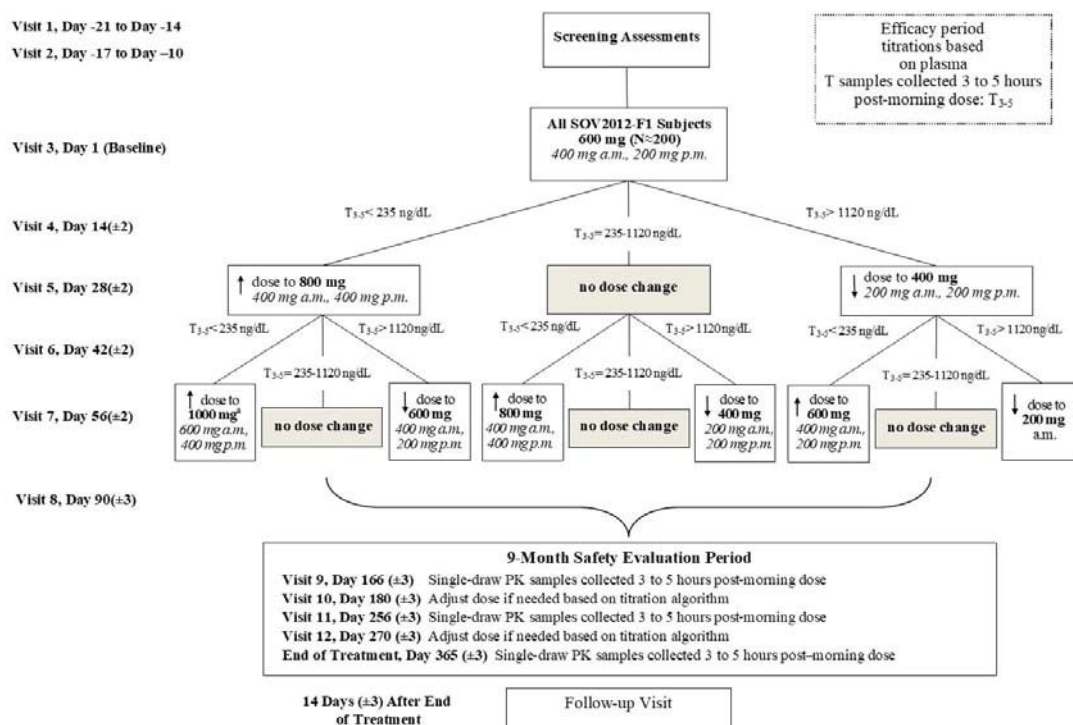 Visit 1, Day -21 to Day -14
Visit 2, Day -17 to Day –10
Screening Assessments
Efficacy period
titrations based
on plasma
T samples collected 3 to 5 hours
post-morning dose: T3-5
Visit 3, Day 1 (Baseline)
All SOV2012-F1 Subjects
600 mg (N≈200)
400 mg a.m., 200 mg p.m.
Visit 4, Day 14(±2)
T3-5< 235 ng/dL
T3-5= 235-1120 ng/dL
T3-5> 1120 ng/dL
Visit 5, Day 28(±2)
↑ dose to 800 mg
400 mg a.m., 400 mg p.m.
no dose change
↓ dose to 400 mg
200 mg a.m., 200 mg p.m.
Visit 6, Day 42(±2)
T3-5< 235 ng/dL
T3-5> 1120 ng/dL
T3-5= 235-1120 ng/dL
T3-5<235 ng/dL
T3-5> 1120 ng/dL
T3-5= 235-1120 ng/dL
T3-5< 235 ng/dL
T3-5> 1120 ng/dL
T3-5= 235-1120 ng/dL
Visit 7, Day 56(±2)
↑ dose to
1000 mgª
600 mg a.m.,
400 mg p.m.
no dose change
↓ dose to
600 mg
400 mg a.m.,
200 mg p.m.
↑ dose to
800 mg
400 mg a.m.,
400 mg p.m.
no dose change
↓ dose to
400 mg
200 mg a.m.,
200 mg p.m.
↑ dose to
600 mg
400 mg a.m.,
200 mg p.m.
no dose change
↓ dose to
200 mg
a.m.
Visit 8, Day 90(±3)
9-Month Safety Evaluation Period
Visit 9, Day 166 (±3) Single-draw PK samples collected 3 to 5 hours post-morning dose
Visit 10, Day 180 (±3) Adjust dose if needed based on titration algorithm
Visit 11, Day 256 (±3) Single-draw PK samples collected 3 to 5 hours post-morning dose
Visit 12, Day 270 (±3) Adjust dose if needed based on titration algorithm
End of Treatment, Day 365 (±3) Single-draw PK samples collected 3 to 5 hours post–morning dose
14 Days (±3) After End
of Treatment
Follow-up Visit